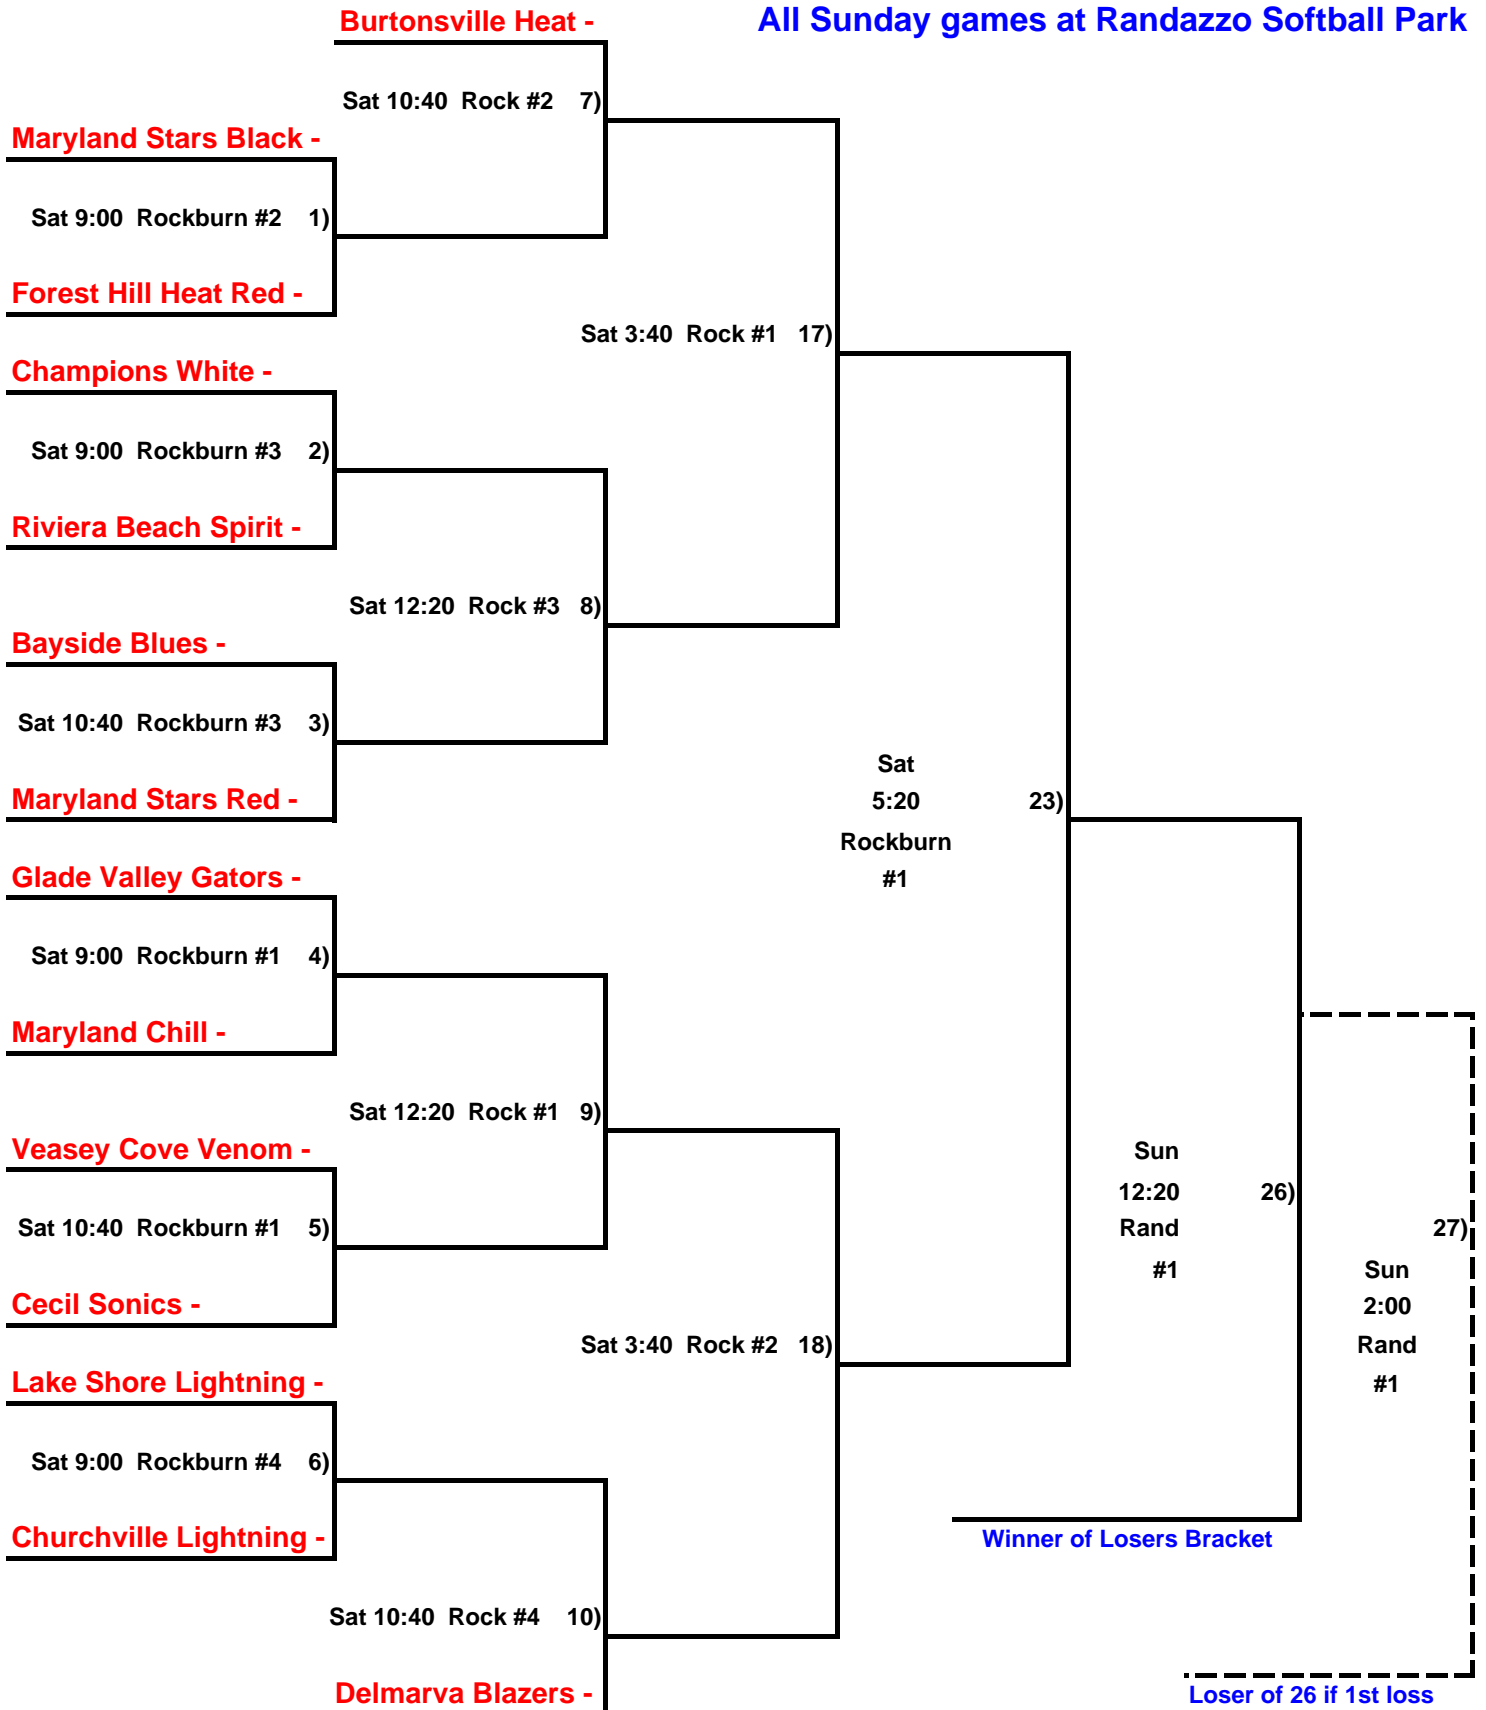 Burtonsville Heat -
All Sunday games at Randazzo Softball Park
Sat 10:40 Rock #2 7)
Maryland Stars Black -
Sat 9:00 Rockburn #2 1)
Forest Hill Heat Red -
Sat 3:40 Rock #1 17)
Champions White -
Sat 9:00 Rockburn #3 2)
Riviera Beach Spirit -
Sat 12:20 Rock #3 8)
Bayside Blues -
Sat 10:40 Rockburn #3 3)
Maryland Stars Red -
Sat
5:20 23)
Rockburn
#1
Glade Valley Gators -
Sat 9:00 Rockburn #1 4)
Maryland Chill -
Sat 12:20 Rock #1 9)
Veasey Cove Venom -
Sat 10:40 Rockburn #1 5)
Cecil Sonics -
Sun
12:20 26)
Rand
#1
27)
Sun
2:00
Rand
#1
Sat 3:40 Rock #2 18)
Lake Shore Lightning -
Sat 9:00 Rockburn #4 6)
Churchville Lightning -
Winner of Losers Bracket
Sat 10:40 Rock #4 10)
Delmarva Blazers -
Loser of 26 if 1st loss